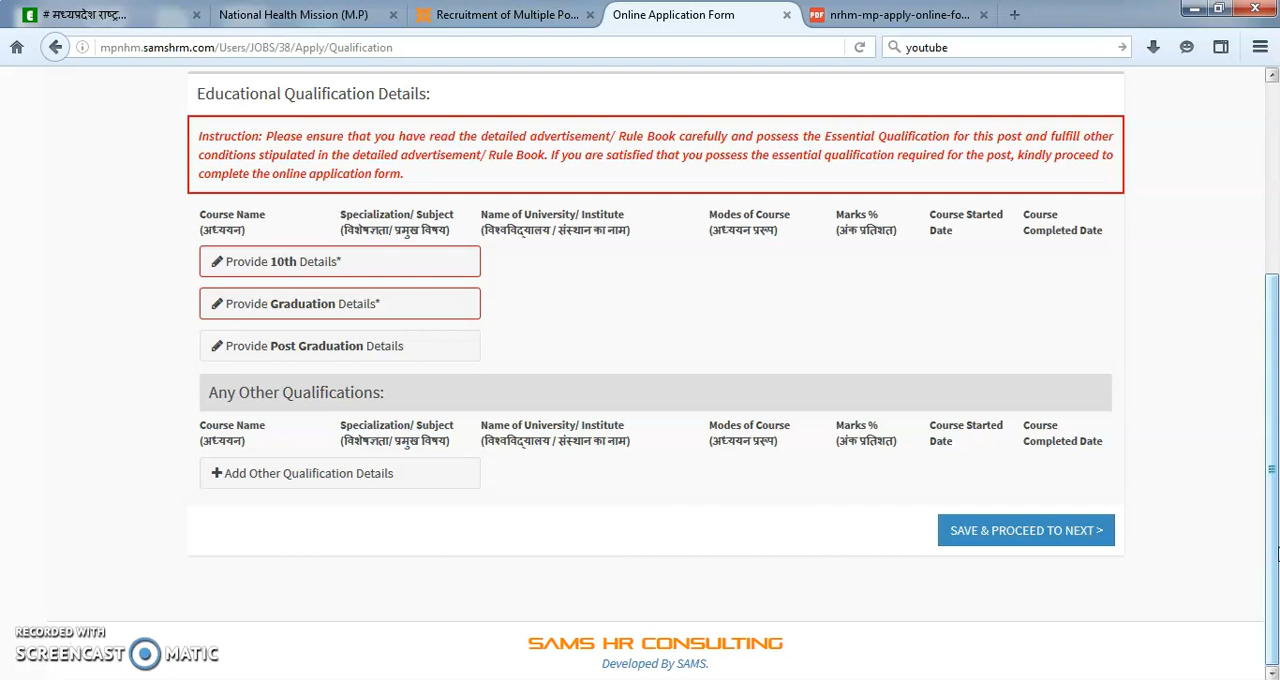 # मध्यप्रदेश राष्ट्र...
National Health Mission (M.P)
Recruitment of Multiple Po...
Online Application Form
PDF nrhm-mp-apply-online-fo...
mpnhm.samshrm.com/Users/JOBS/38/Apply/Qualification
youtube
Educational Qualification Details:
Instruction: Please ensure that you have read the detailed advertisement/ Rule Book carefully and possess the Essential Qualification for this post and fulfill other
conditions stipulated in the detailed advertisement/ Rule Book. If you are satisfied that you possess the essential qualification required for the post, kindly proceed to
complete the online application form.
Course Name Specialization/ Subject Name of University/ Institute Modes of Course Marks % Course Started Course
(अध्ययन) (विशेषज्ञता/ प्रमुख विषय) (विश्वविद्यालय / संस्थान का नाम) (अध्ययन प्ररूप) (अंक प्रतिशत) Date Completed Date
Provide 10th Details*
Provide Graduation Details*
Provide Post Graduation Details
Any Other Qualifications:
Course Name Specialization/ Subject Name of University/ Institute Modes of Course Marks % Course Started Course
(अध्ययन) (विशेषज्ञता/ प्रमुख विषय) (विश्वविद्यालय / संस्थान का नाम) (अध्ययन प्ररूप) (अंक प्रतिशत) Date Completed Date
+ Add Other Qualification Details
SAVE & PROCEED TO NEXT >
RECORDED WITH
SCREENCAST MATIC
SAMS HR CONSULTING
Developed By SAMS.